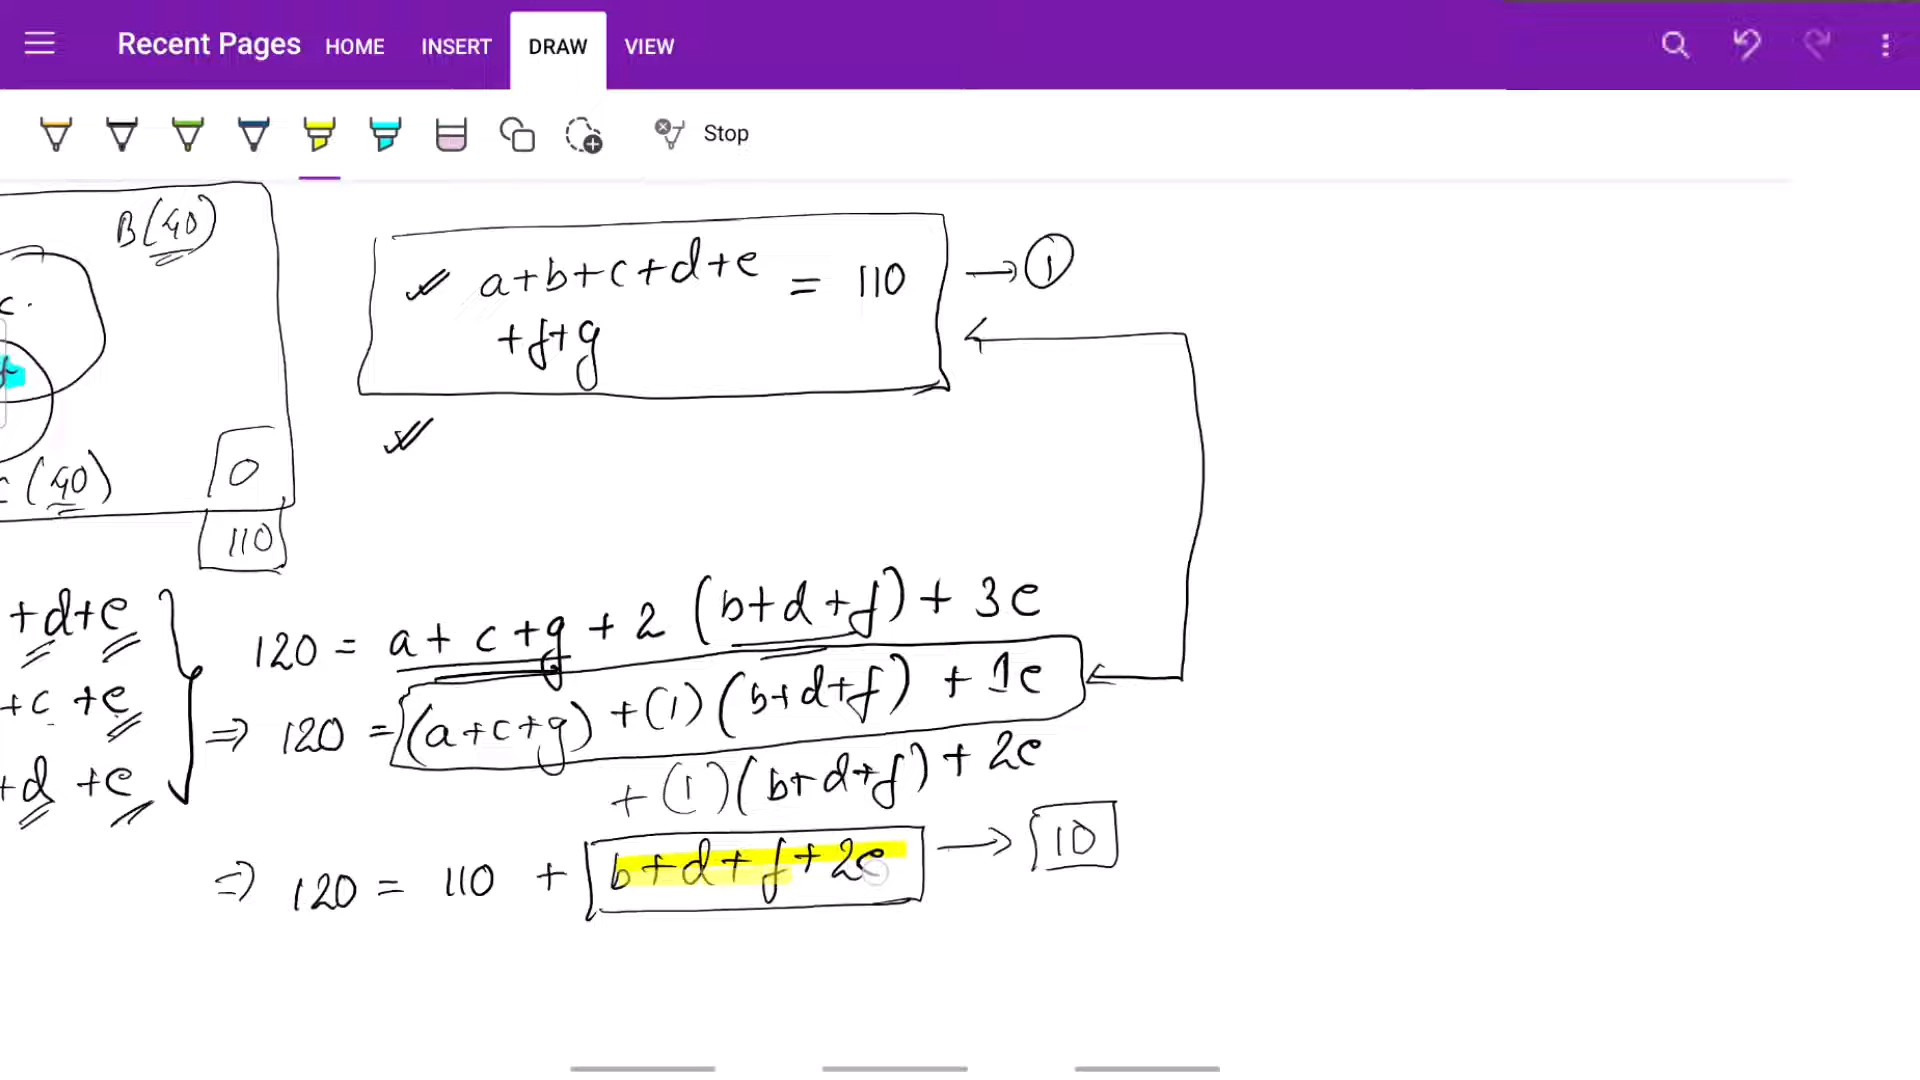 Recent Pages HOME INSERT DRAW VIEW
Stop
B(40)
a+b+c+d+e = 110 → ①
+f+g
c.
f
(40)
0
110
+d+e
120 = a+c+g+2(b+d+f)+3e
+c+e
⇒ 120 = (a+c+g)+(1)(b+d+f)+1e
+d+e
+(1)(b+d+f)+2e
⇒ 120 = 110 + b+d+f+2e → 10